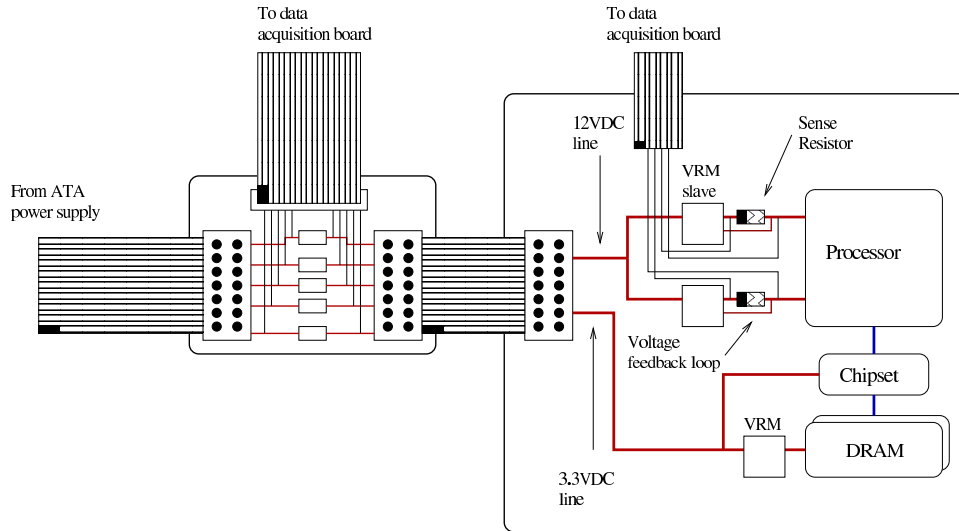 To data
acquisition board
To data
acquisition board
12VDC
line
Sense
Resistor
VRM
slave
From ATA
power supply
Processor
Voltage
feedback loop
Chipset
VRM
DRAM
3.3VDC
line